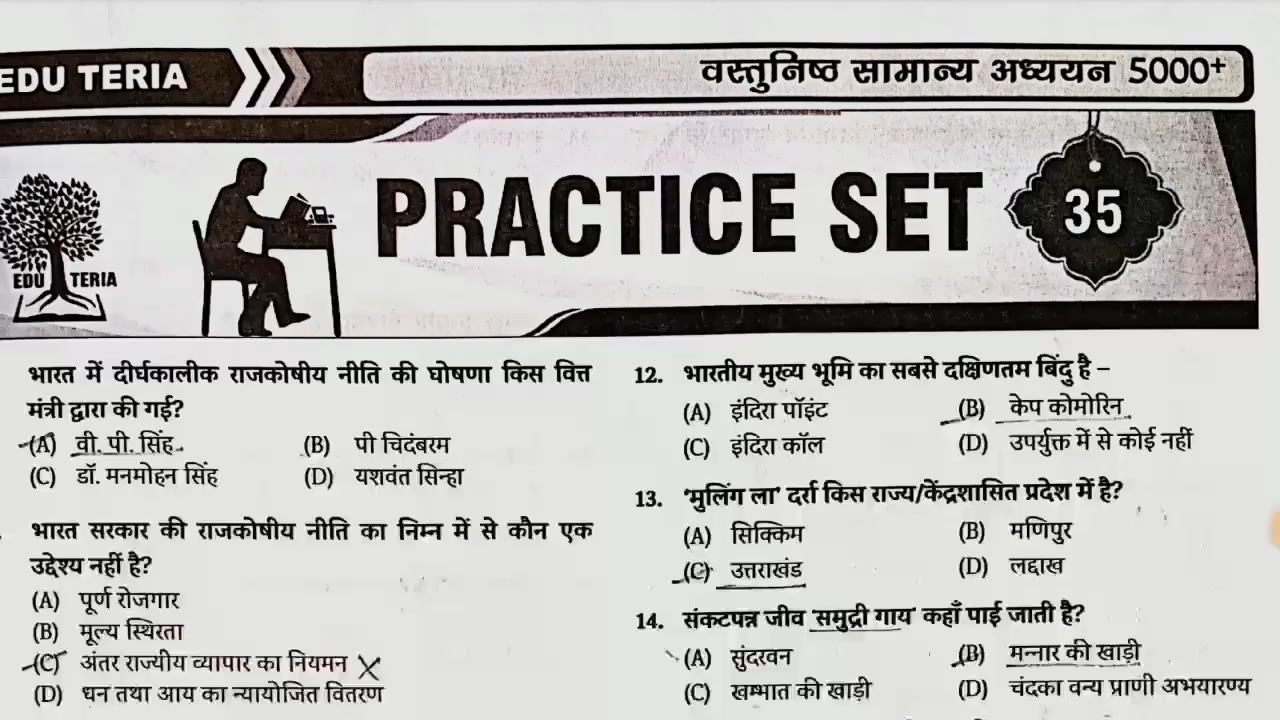 EDU TERIA
वस्तुनिष्ठ सामान्य अध्ययन 5000+
EDU TERIA
PRACTICE SET
35
भारत में दीर्घकालीक राजकोषीय नीति की घोषणा किस वित्त
मंत्री द्वारा की गई?
(A) वी. पी. सिंह (B) पी चिदंबरम
(C) डॉ. मनमोहन सिंह (D) यशवंत सिन्हा
भारत सरकार की राजकोषीय नीति का निम्न में से कौन एक
उद्देश्य नहीं है?
(A) पूर्ण रोजगार
(B) मूल्य स्थिरता
(C) अंतर राज्यीय व्यापार का नियमन
(D) धन तथा आय का न्यायोजित वितरण
12. भारतीय मुख्य भूमि का सबसे दक्षिणतम बिंदु है –
(A) इंदिरा पॉइंट (B) केप कोमोरिन
(C) इंदिरा कॉल (D) उपर्युक्त में से कोई नहीं
13. 'मुलिंग ला' दर्रा किस राज्य/केंद्रशासित प्रदेश में है?
(A) सिक्किम (B) मणिपुर
(C) उत्तराखंड (D) लद्दाख
14. संकटपन्न जीव 'समुद्री गाय' कहाँ पाई जाती है?
(A) सुंदरवन (B) मन्नार की खाड़ी
(C) खम्भात की खाड़ी (D) चंदका वन्य प्राणी अभयारण्य